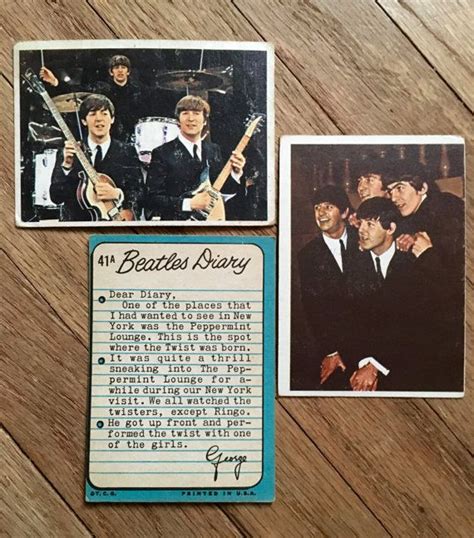 41A Beatles Diary
Dear Diary,
One of the places that
I had wanted to see in New
York was the Peppermint
Lounge. This is the spot
where the Twist was born.
It was quite a thrill
sneaking into The Pep-
permint Lounge for a-
while during our New York
visit. We all watched the
twisters, except Ringo.
He got up front and per-
formed the twist with one
of the girls.
George
PRINTED IN U.S.A.